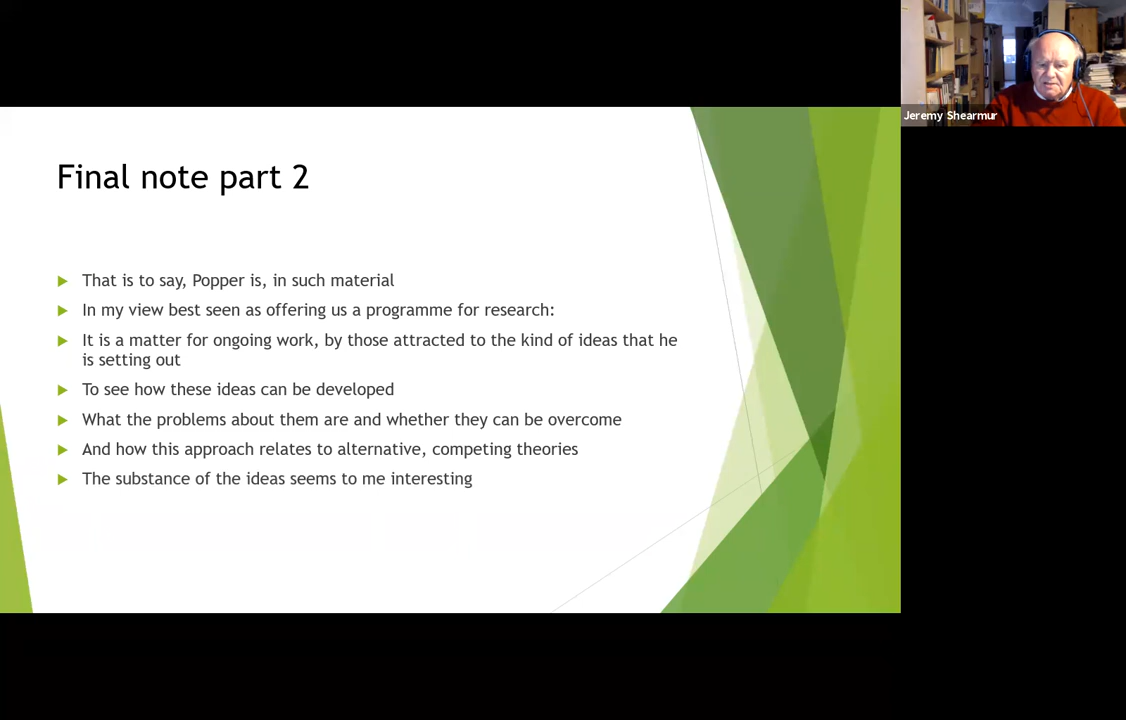 Jeremy Shearmur
Final note part 2
That is to say, Popper is, in such material
In my view best seen as offering us a programme for research:
It is a matter for ongoing work, by those attracted to the kind of ideas that he
is setting out
To see how these ideas can be developed
What the problems about them are and whether they can be overcome
And how this approach relates to alternative, competing theories
The substance of the ideas seems to me interesting